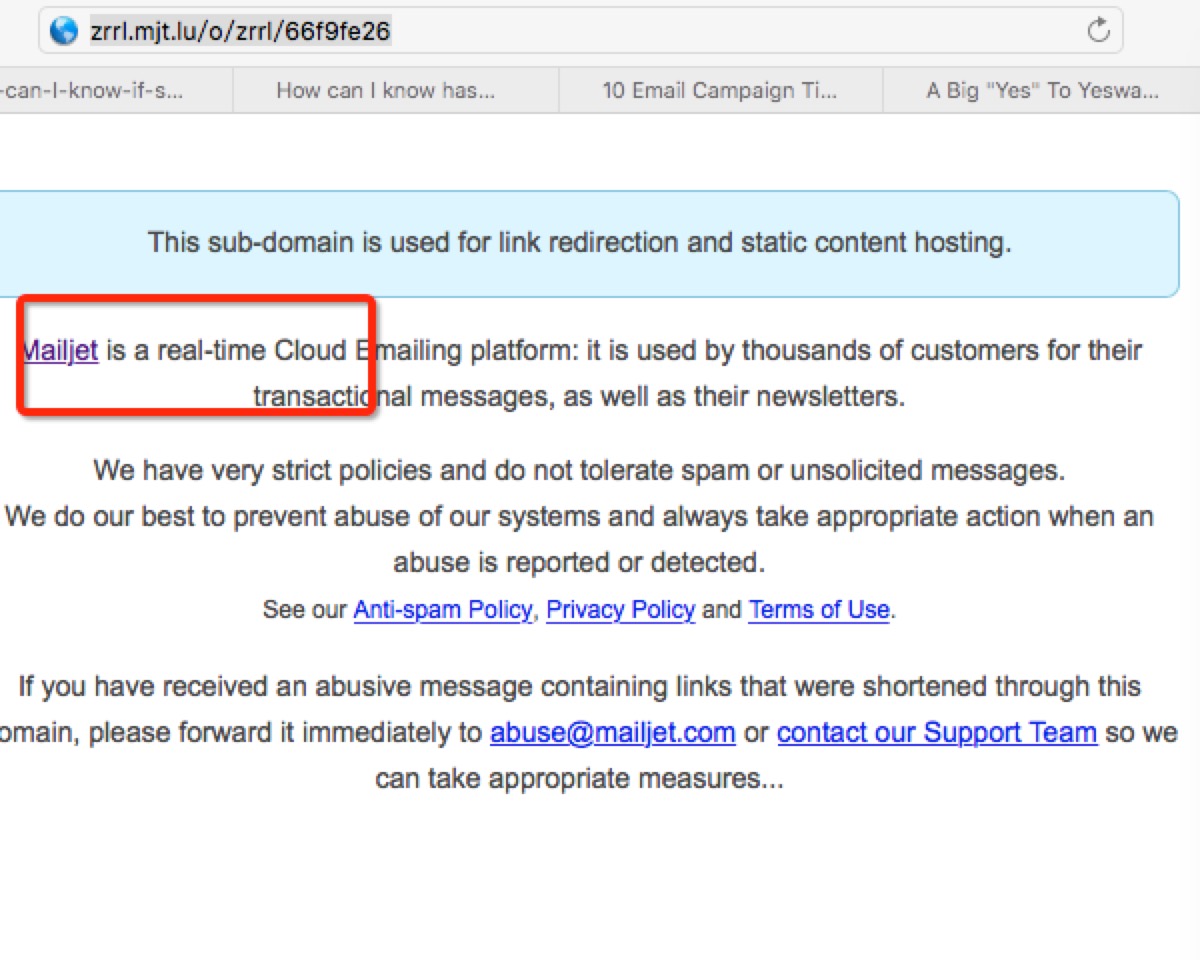 zrrl.mjt.lu/o/zrrl/66f9fe26
-can-I-know-if-s... How can I know has... 10 Email Campaign Ti... A Big "Yes" To Yeswa...
This sub-domain is used for link redirection and static content hosting.
Mailjet is a real-time Cloud Emailing platform: it is used by thousands of customers for their
transactional messages, as well as their newsletters.
We have very strict policies and do not tolerate spam or unsolicited messages.
We do our best to prevent abuse of our systems and always take appropriate action when an
abuse is reported or detected.
See our Anti-spam Policy, Privacy Policy and Terms of Use.
If you have received an abusive message containing links that were shortened through this
omain, please forward it immediately to abuse@mailjet.com or contact our Support Team so we
can take appropriate measures...